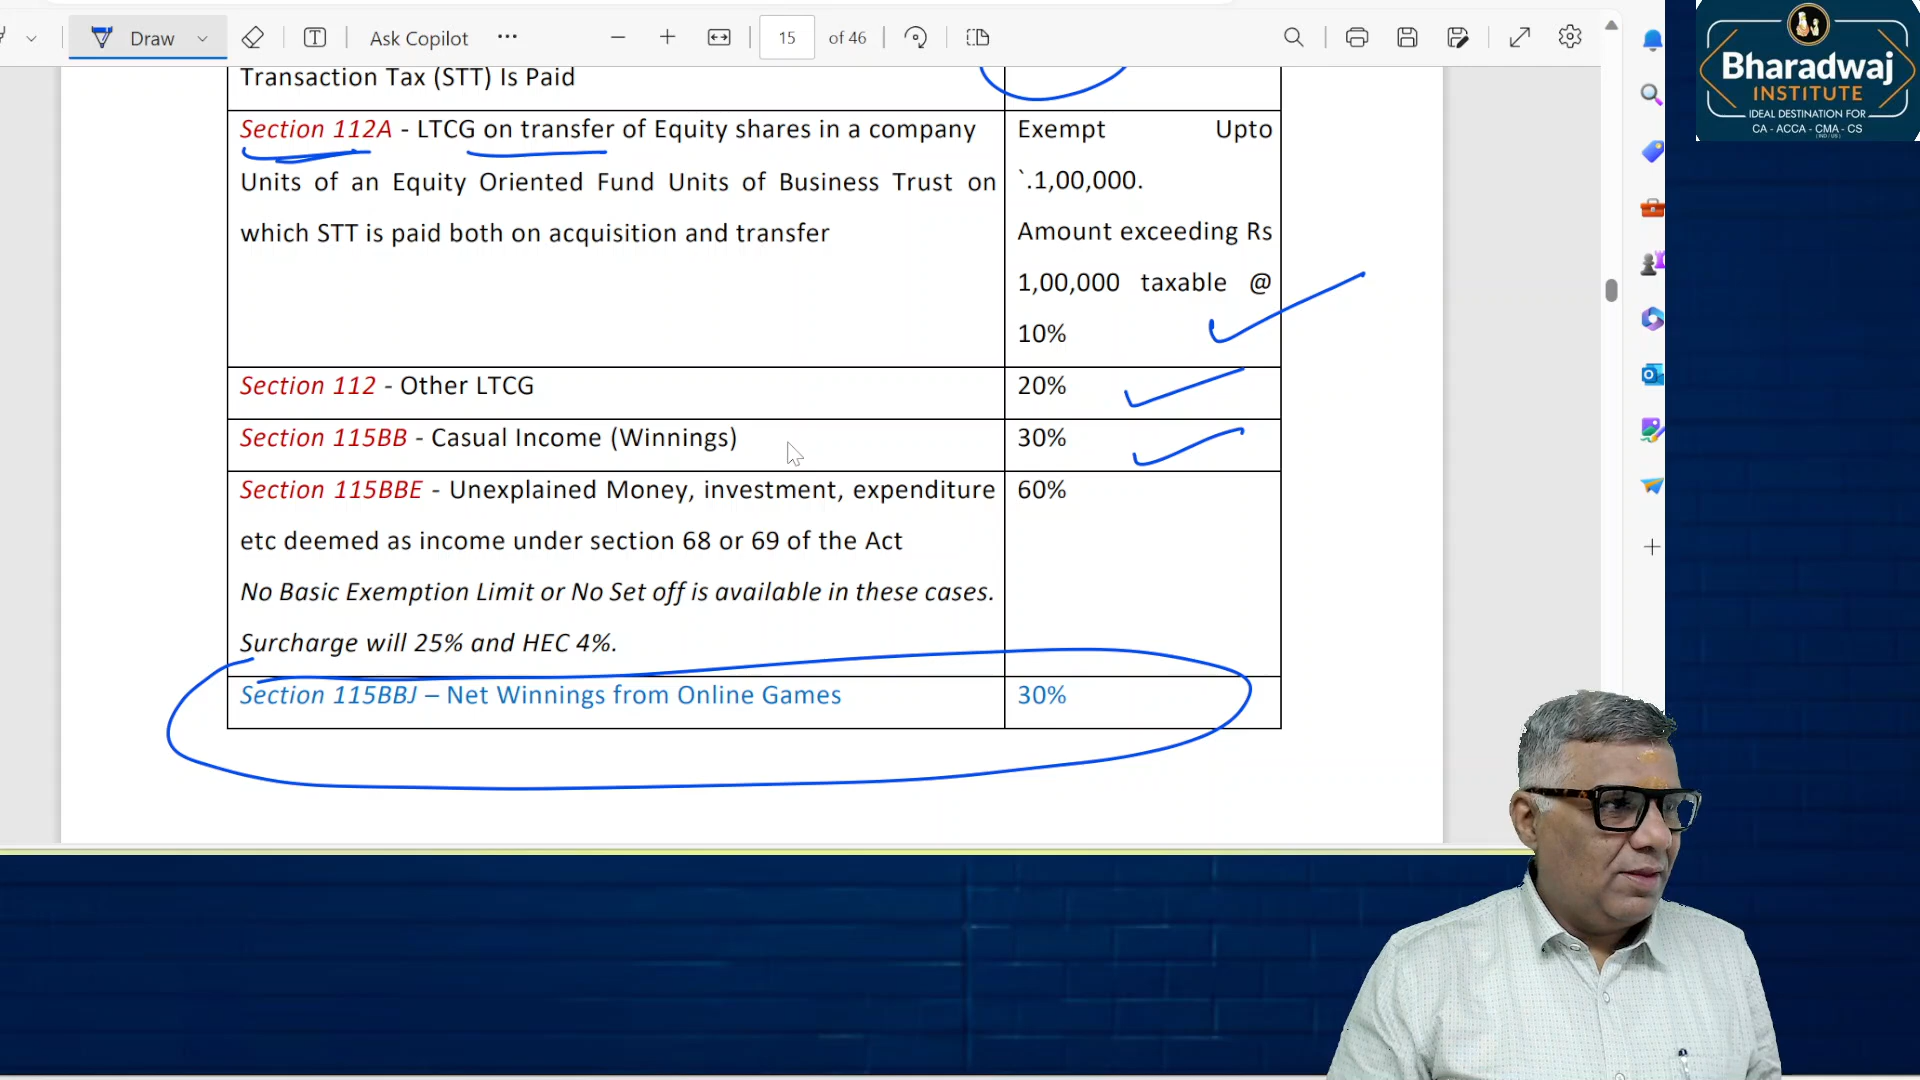 Draw
Ask Copilot
15 of 46
Transaction Tax (STT) Is Paid
Section 112A - LTCG on transfer of Equity shares in a company
Units of an Equity Oriented Fund Units of Business Trust on
which STT is paid both on acquisition and transfer
Exempt Upto
`.1,00,000.
Amount exceeding Rs
1,00,000 taxable @
10%
Section 112 - Other LTCG
20%
Section 115BB - Casual Income (Winnings)
30%
Section 115BBE - Unexplained Money, investment, expenditure
etc deemed as income under section 68 or 69 of the Act
No Basic Exemption Limit or No Set off is available in these cases.
Surcharge will 25% and HEC 4%.
60%
Section 115BBJ – Net Winnings from Online Games
30%
Bharadwaj
INSTITUTE
IDEAL DESTINATION FOR
CA - ACCA - CMA - CS